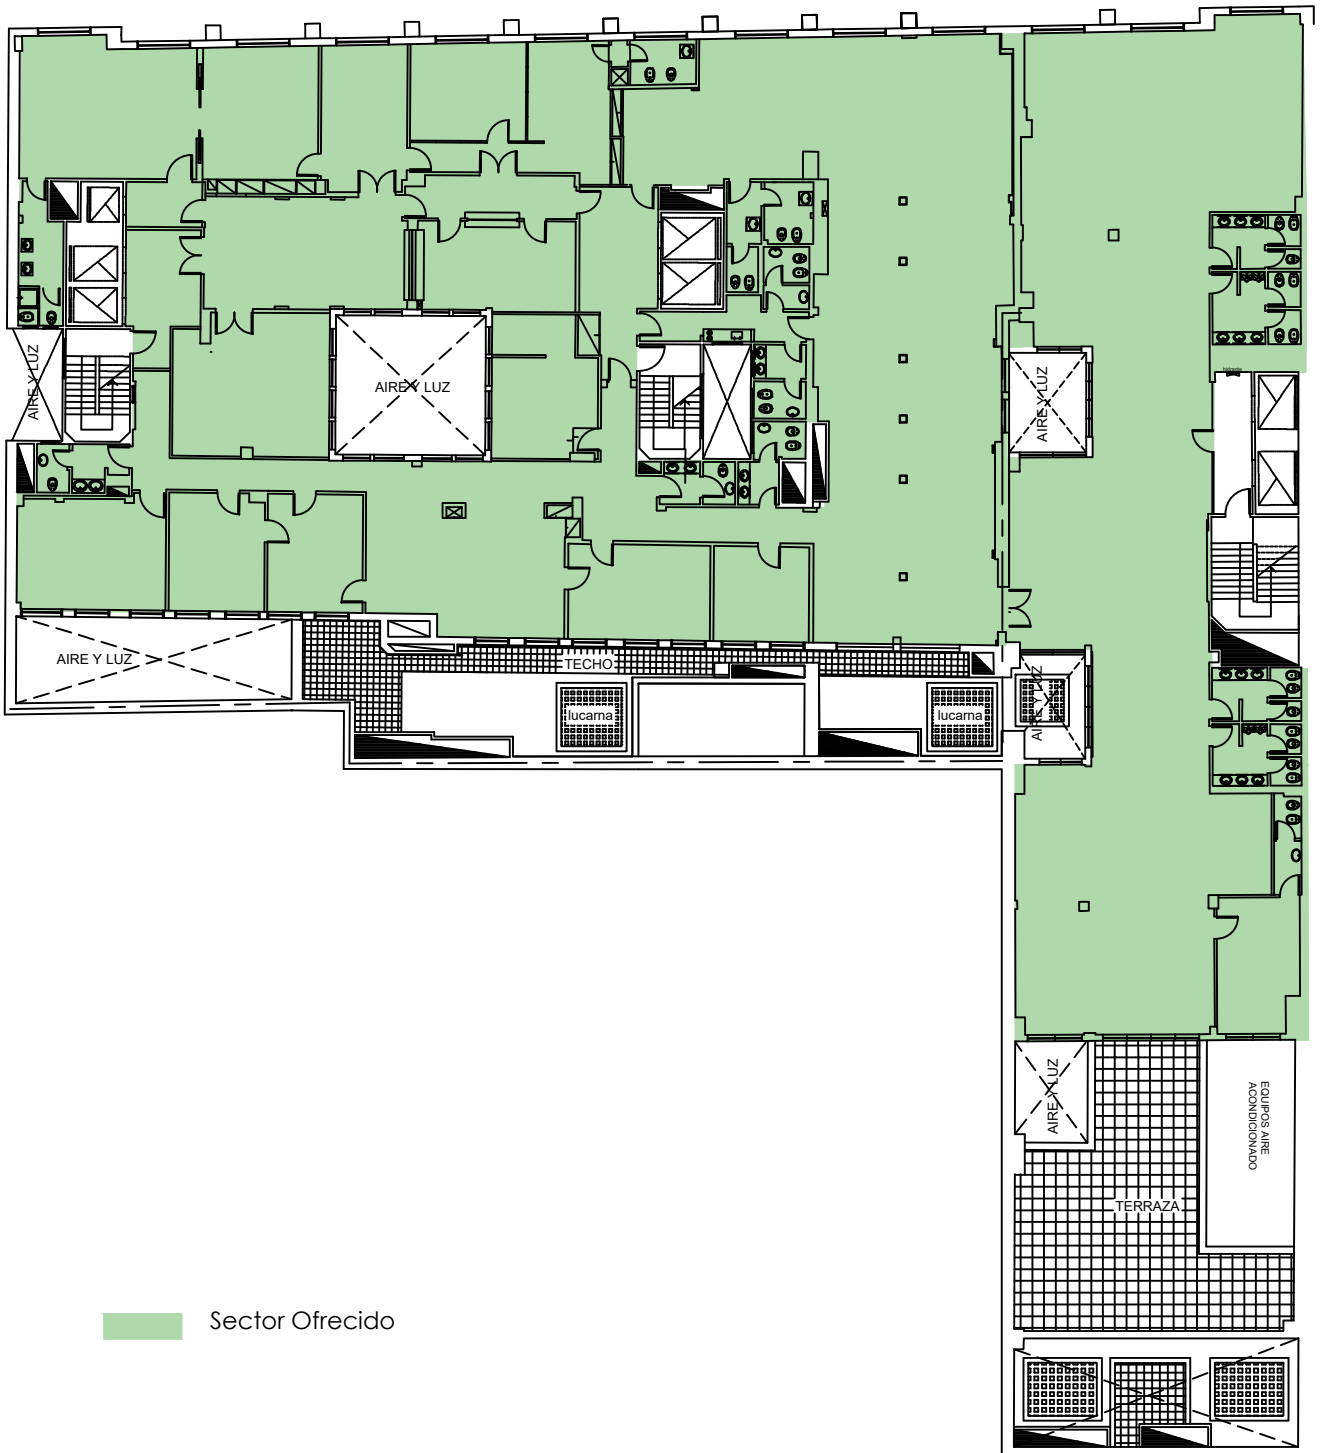 hidrante
AIRE Y LUZ
AIRE Y LUZ
AIRE Y LUZ
AIRE Y LUZ
TECHO
AIRE Y LUZ
lucarna
lucarna
AIRE Y LUZ
EQUIPOS AIRE
ACONDICIONADO
TERRAZA
Sector Ofrecido